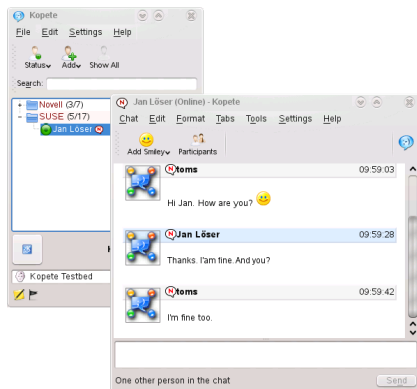 Kopete
File Edit Settings Help
Status Add Show All
Search:
Novell (3/7)
SUSE (5/17)
Jan Löser
Kopete Testbed
Jan Löser (Online) - Kopete
Chat Edit Format Tabs Tools Settings Help
Add Smiley Participants
toms 09:59:03
Hi Jan. How are you?
Jan Löser 09:59:28
Thanks. I'am fine. And you?
toms 09:59:42
I'm fine too.
One other person in the chat
Send